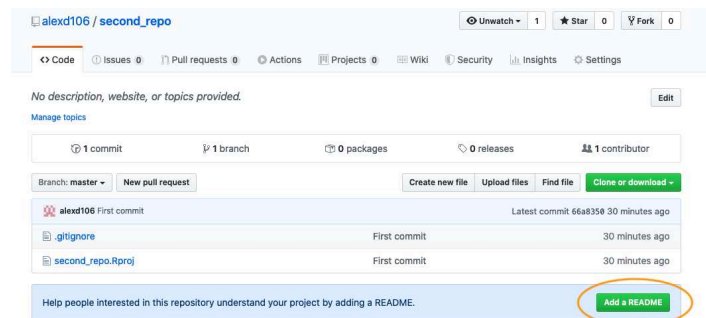 alexd106 / second_repo Unwatch 1 Star 0 Fork 0
Code Issues 0 Pull requests 0 Actions Projects 0 Wiki Security Insights Settings
No description, website, or topics provided. Edit
Manage topics
1 commit 1 branch 0 packages 0 releases 1 contributor
Branch: master New pull request Create new file Upload files Find file Clone or download
alexd106 First commit Latest commit 66a8350 30 minutes ago
.gitignore First commit 30 minutes ago
second_repo.Rproj First commit 30 minutes ago
Help people interested in this repository understand your project by adding a README. Add a README